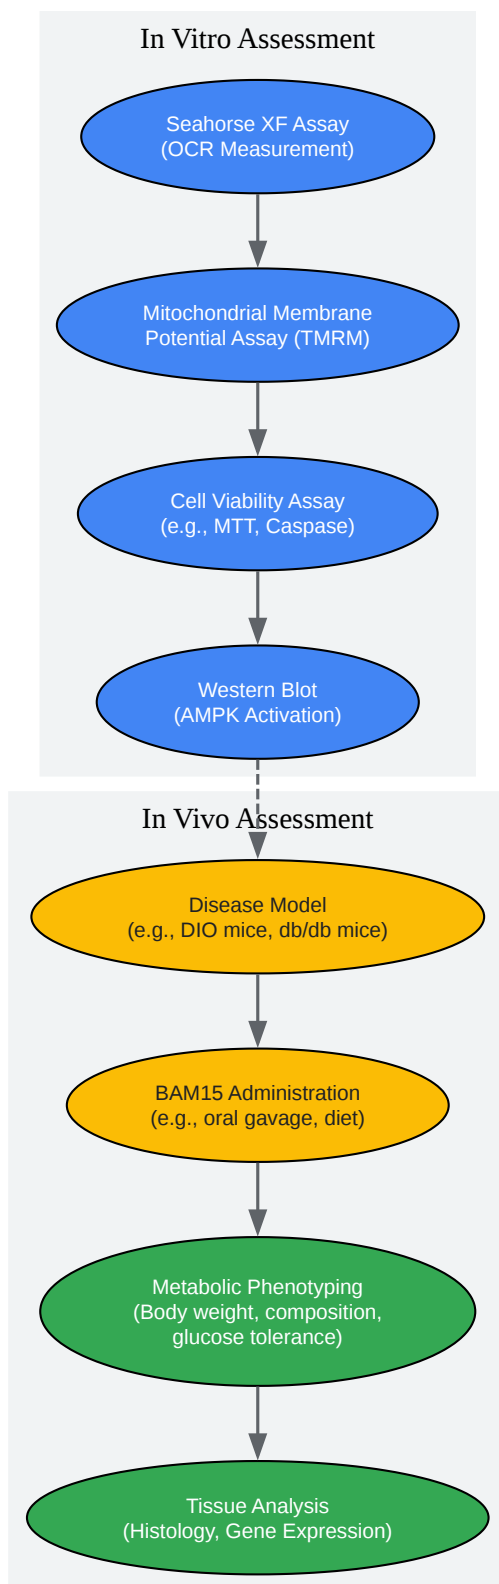 In Vitro Assessment
Seahorse XF Assay
(OCR Measurement)
Mitochondrial Membrane
Potential Assay (TMRM)
Cell Viability Assay
(e.g., MTT, Caspase)
Western Blot
(AMPK Activation)
In Vivo Assessment
Disease Model
(e.g., DIO mice, db/db mice)
BAM15 Administration
(e.g., oral gavage, diet)
Metabolic Phenotyping
(Body weight, composition,
glucose tolerance)
Tissue Analysis
(Histology, Gene Expression)